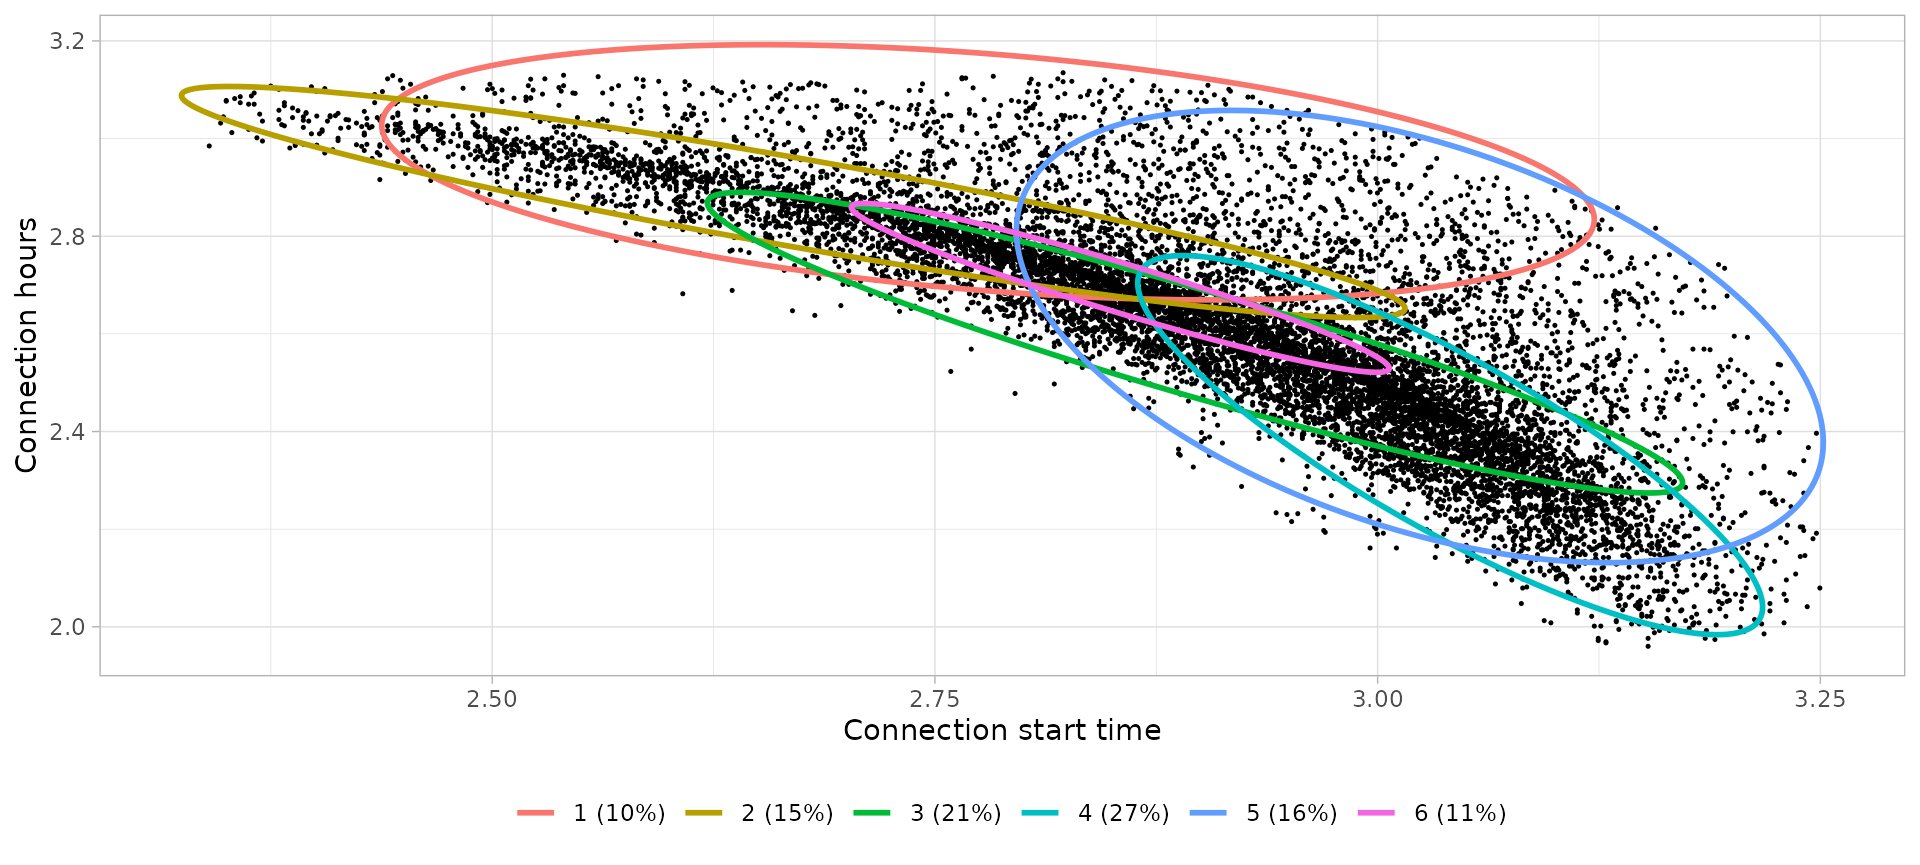 3.2
2.8
2.4
2.0
Connection hours
2.50 2.75 3.00 3.25
Connection start time
1 (10%) 2 (15%) 3 (21%) 4 (27%) 5 (16%) 6 (11%)